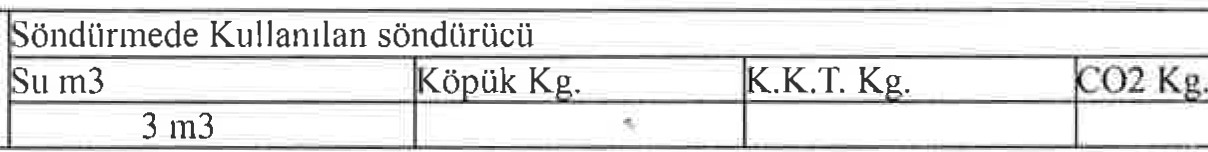 Söndürmede Kullanılan söndürücü
Su m3 Köpük Kg. K.K.T. Kg. CO2 Kg.
3 m3